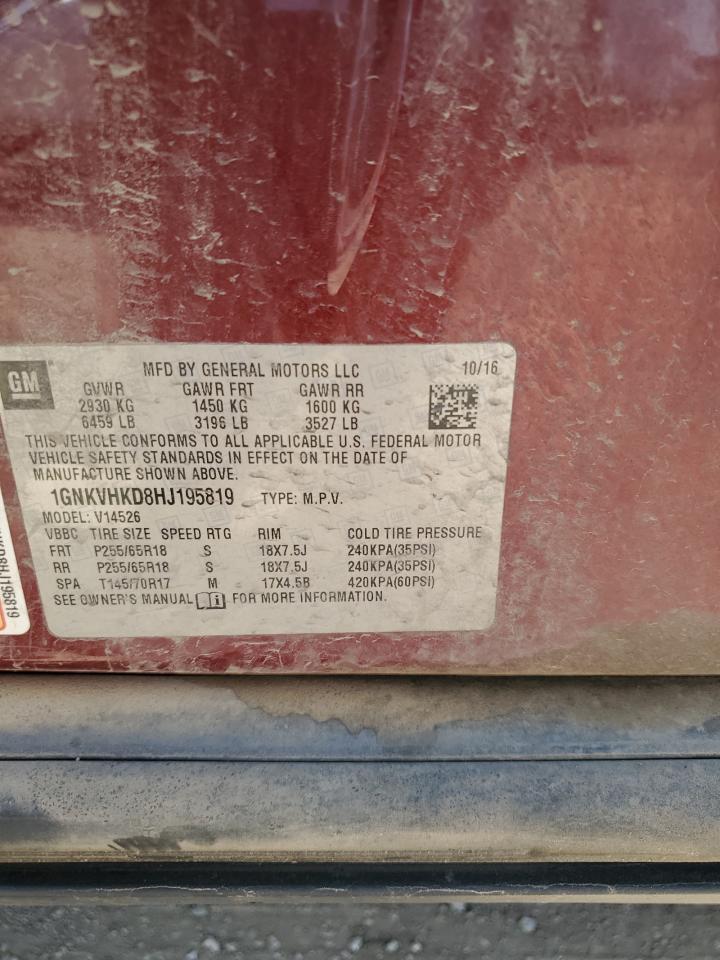 GM
MFD BY GENERAL MOTORS LLC 10/16
GVWR GAWR FRT GAWR RR
2930 KG 1450 KG 1600 KG
6459 LB 3196 LB 3527 LB
THIS VEHICLE CONFORMS TO ALL APPLICABLE U.S. FEDERAL MOTOR
VEHICLE SAFETY STANDARDS IN EFFECT ON THE DATE OF
MANUFACTURE SHOWN ABOVE.
1GNKVHKD8HJ195819 TYPE: M.P.V.
MODEL: V14526
VBBC TIRE SIZE SPEED RTG RIM COLD TIRE PRESSURE
FRT P255/65R18 S 18X7.5J 240KPA(35PSI)
RR P255/65R18 S 18X7.5J 240KPA(35PSI)
SPA T145/70R17 M 17X4.5B 420KPA(60PSI)
SEE OWNER'S MANUAL FOR MORE INFORMATION.